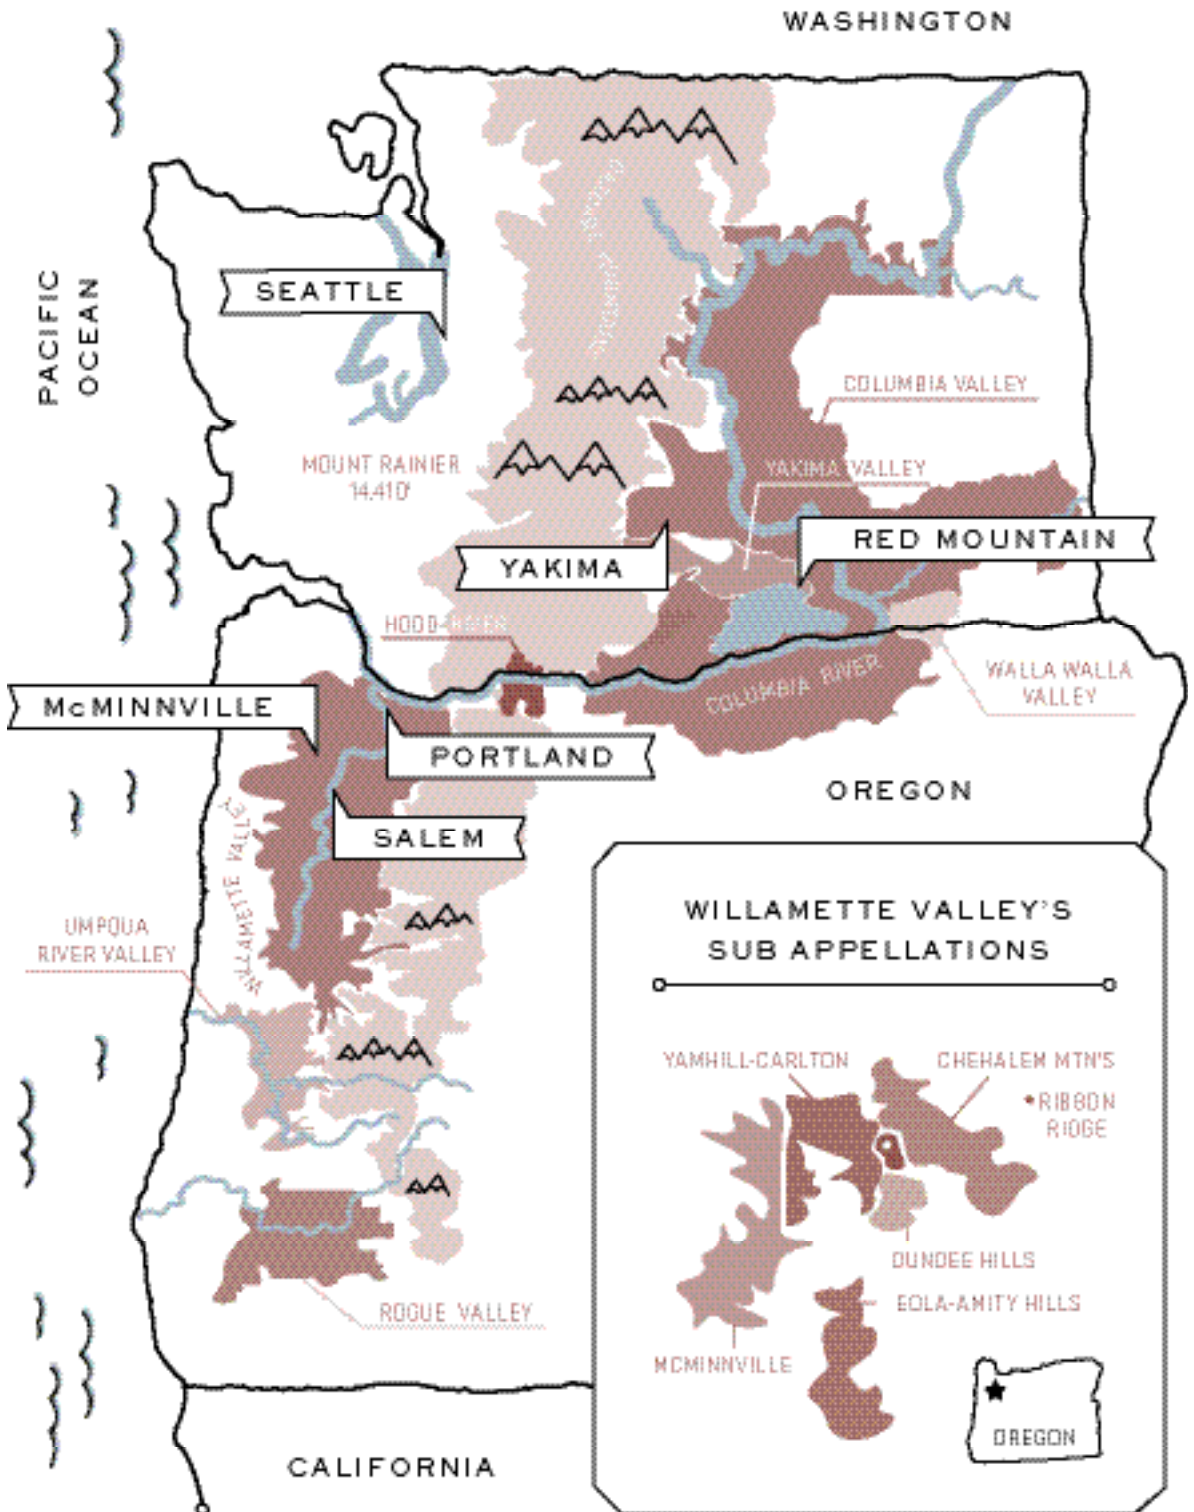 WASHINGTON
PACIFIC
OCEAN
SEATTLE
COLUMBIA VALLEY
MOUNT RAINIER
14,410'
YAKIMA VALLEY
RED MOUNTAIN
YAKIMA
HOOD-RIVER
WALLA WALLA
VALLEY
COLUMBIA RIVER
McMINNVILLE
PORTLAND
OREGON
SALEM
WILLAMETTE VALLEY
UMPQUA
RIVER VALLEY
ROGUE VALLEY
CALIFORNIA
WILLAMETTE VALLEY'S
SUB APPELLATIONS
YAMHILL-CARLTON
CHEHALEM MTN'S
RIBBON
RIDGE
DUNDEE HILLS
EOLA-AMITY HILLS
MCMINNVILLE
OREGON